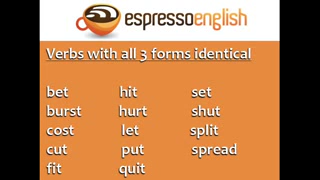 espressoenglish
Verbs with all 3 forms identical
bet hit set
burst hurt shut
cost let split
cut put spread
fit quit